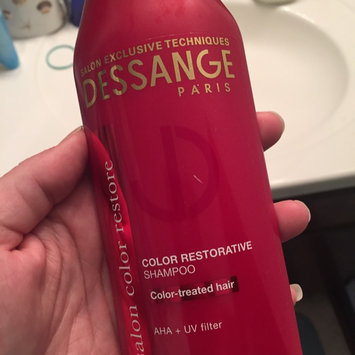 SALON EXCLUSIVE TECHNIQUES
DESSANGE
PARIS
salon color restore
COLOR RESTORATIVE
SHAMPOO
Color-treated hair
AHA + UV filter